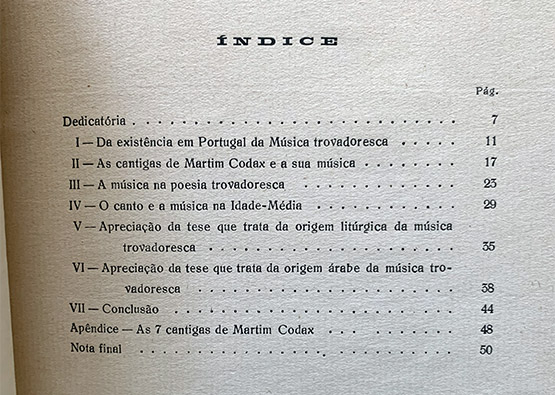 ÍNDICE
Pág.
Dedicatória . . . . . . . . . . . . . . . . . . . . . . . . . . 7
I — Da existência em Portugal da Música trovadoresca . . . . . 11
II — As cantigas de Martim Codax e a sua música . . . . . . . . 17
III — A música na poesia trovadoresca . . . . . . . . . . . . 23
IV — O canto e a música na Idade-Média . . . . . . . . . . . 29
V — Apreciação da tese que trata da origem litúrgica da música
trovadoresca . . . . . . . . . . . . . . . . . . . . . 35
VI — Apreciação da tese que trata da origem árabe da música tro-
vadoresca . . . . . . . . . . . . . . . . . . . . . 38
VII — Conclusão . . . . . . . . . . . . . . . . . . . . . . . 44
Apêndice — As 7 cantigas de Martim Codax . . . . . . . . . . . 48
Nota final . . . . . . . . . . . . . . . . . . . . . . . . . 50